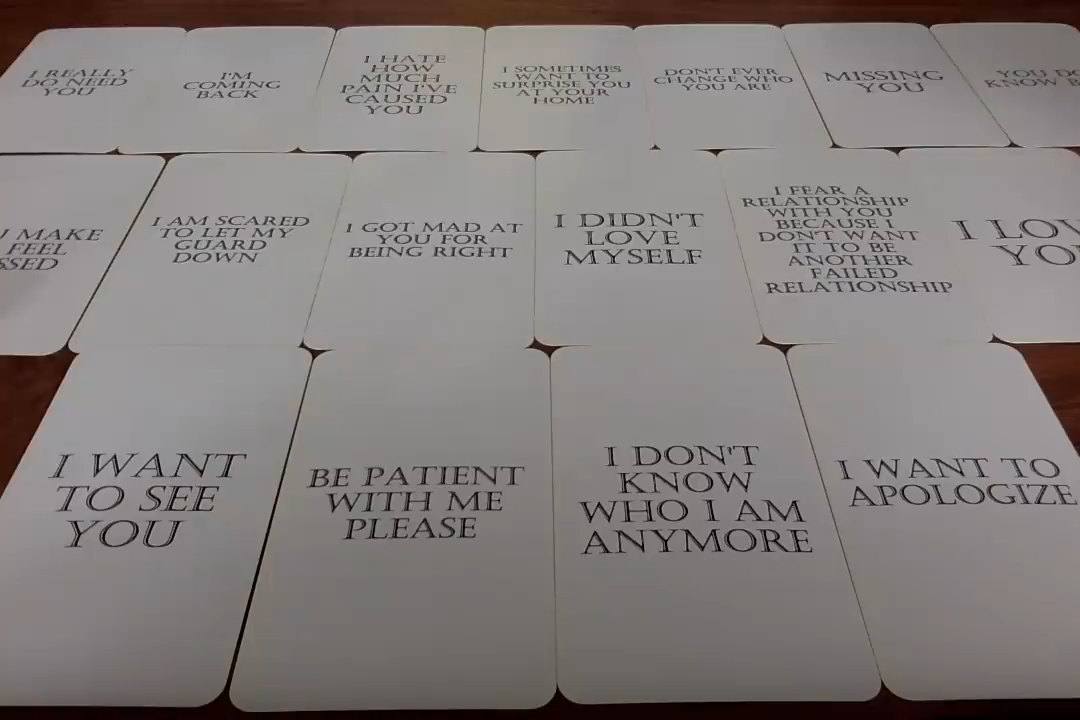 I REALLY
DO NEED
YOU
I'M
COMING
BACK
I HATE
HOW
MUCH
PAIN I'VE
CAUSED
YOU
I SOMETIMES
WANT TO
SURPRISE YOU
AT YOUR
HOME
DON'T EVER
CHANGE WHO
YOU ARE
MISSING
YOU
YOU
KNOW
MAKE
FEEL
I AM SCARED
TO LET MY
GUARD
DOWN
I GOT MAD AT
YOU FOR
BEING RIGHT
I DIDN'T
LOVE
MYSELF
I FEAR A
RELATIONSHIP
WITH YOU
BECAUSE I
DON'T WANT
IT TO BE
ANOTHER
FAILED
RELATIONSHIP
I
I WANT
TO SEE
YOU
BE PATIENT
WITH ME
PLEASE
I DON'T
KNOW
WHO I AM
ANYMORE
I WANT TO
APOLOGIZE